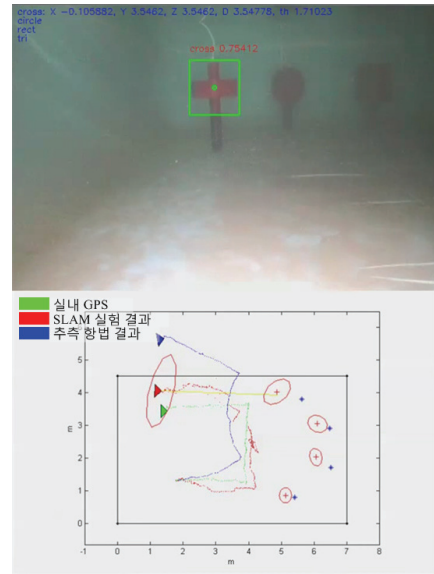 cross: X -0.105882, Y 3.5462, Z 3.5462, D 3.54778, th 1.71023
circle
rect
tri
cross 0.75412
실내 GPS
SLAM 실험 결과
추측 항법 결과
5
4
3
m
2
1
0
-1 0 1 2 3 4 5 6 7 8
m